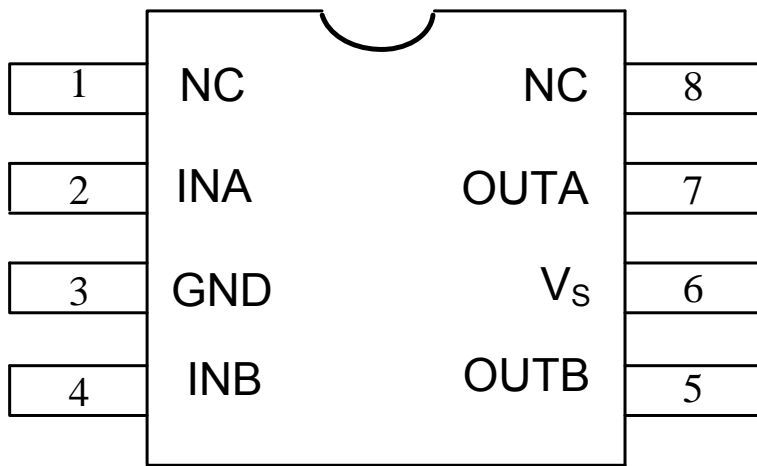 1 NC NC 8
2 INA OUTA 7
3 GND VS 6
4 INB OUTB 5